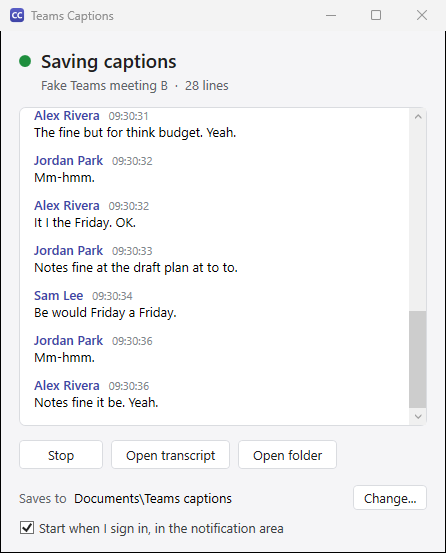 CC Teams Captions
Saving captions
Fake Teams meeting B · 28 lines
Alex Rivera 09:30:31
The fine but for think budget. Yeah.
Jordan Park 09:30:32
Mm-hmm.
Alex Rivera 09:30:32
It I the Friday. OK.
Jordan Park 09:30:33
Notes fine at the draft plan at to to.
Sam Lee 09:30:34
Be would Friday a Friday.
Jordan Park 09:30:36
Mm-hmm.
Alex Rivera 09:30:36
Notes fine it be. Yeah.
Stop Open transcript Open folder
Saves to Documents\Teams captions Change...
Start when I sign in, in the notification area